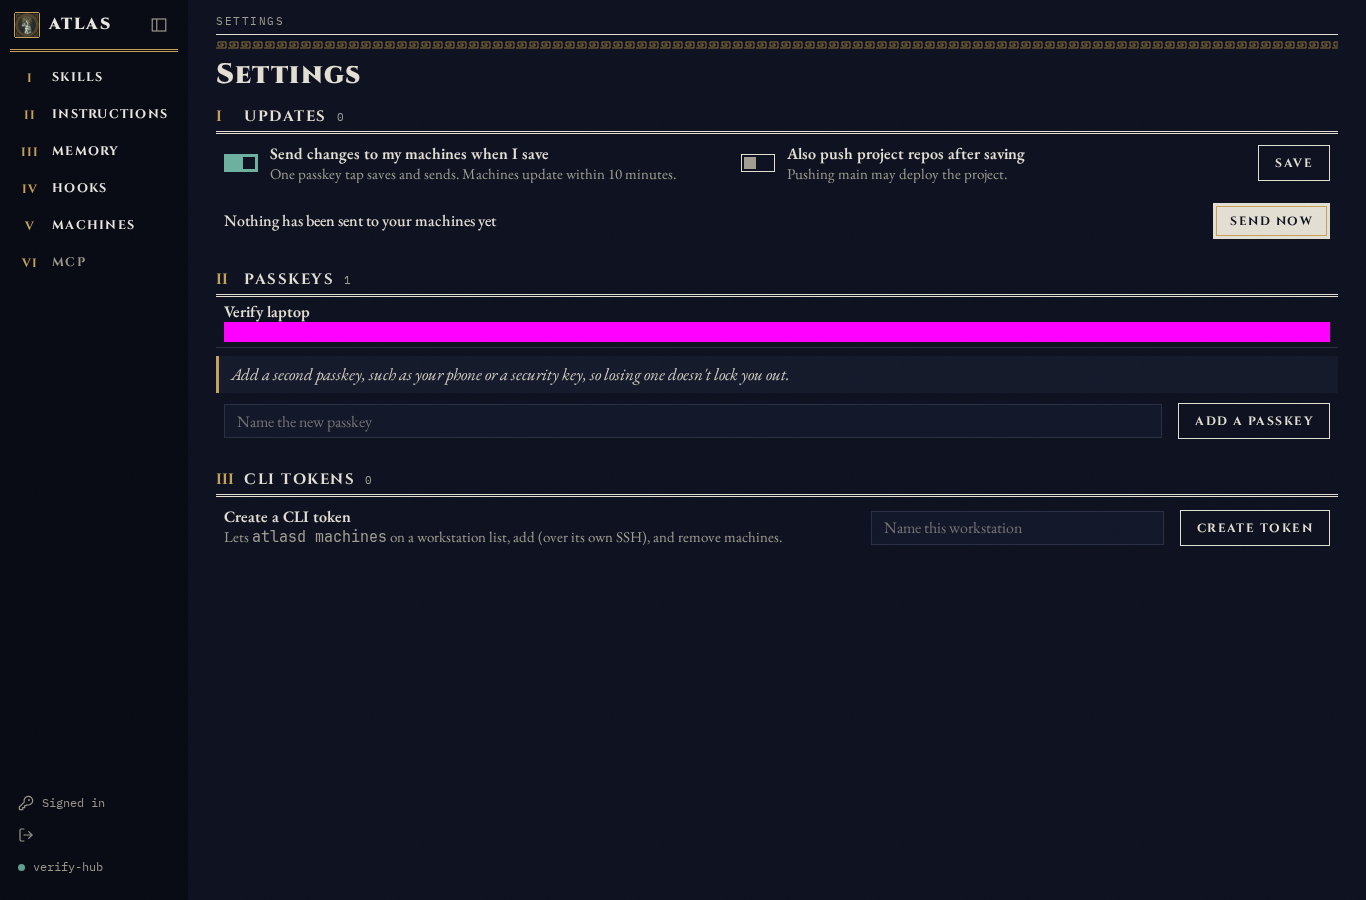 ATLAS
I SKILLS
II INSTRUCTIONS
III MEMORY
IV HOOKS
V MACHINES
VI MCP
Signed in
verify-hub
SETTINGS
SETTINGS
I UPDATES 0
Send changes to my machines when I save
One passkey tap saves and sends. Machines update within 10 minutes.
Also push project repos after saving
Pushing main may deploy the project.
SAVE
Nothing has been sent to your machines yet
SEND NOW
II PASSKEYS 1
Verify laptop
Add a second passkey, such as your phone or a security key, so losing one doesn't lock you out.
Name the new passkey
ADD A PASSKEY
III CLI TOKENS 0
Create a CLI token
Lets atlasd machines on a workstation list, add (over its own SSH), and remove machines.
Name this workstation
CREATE TOKEN